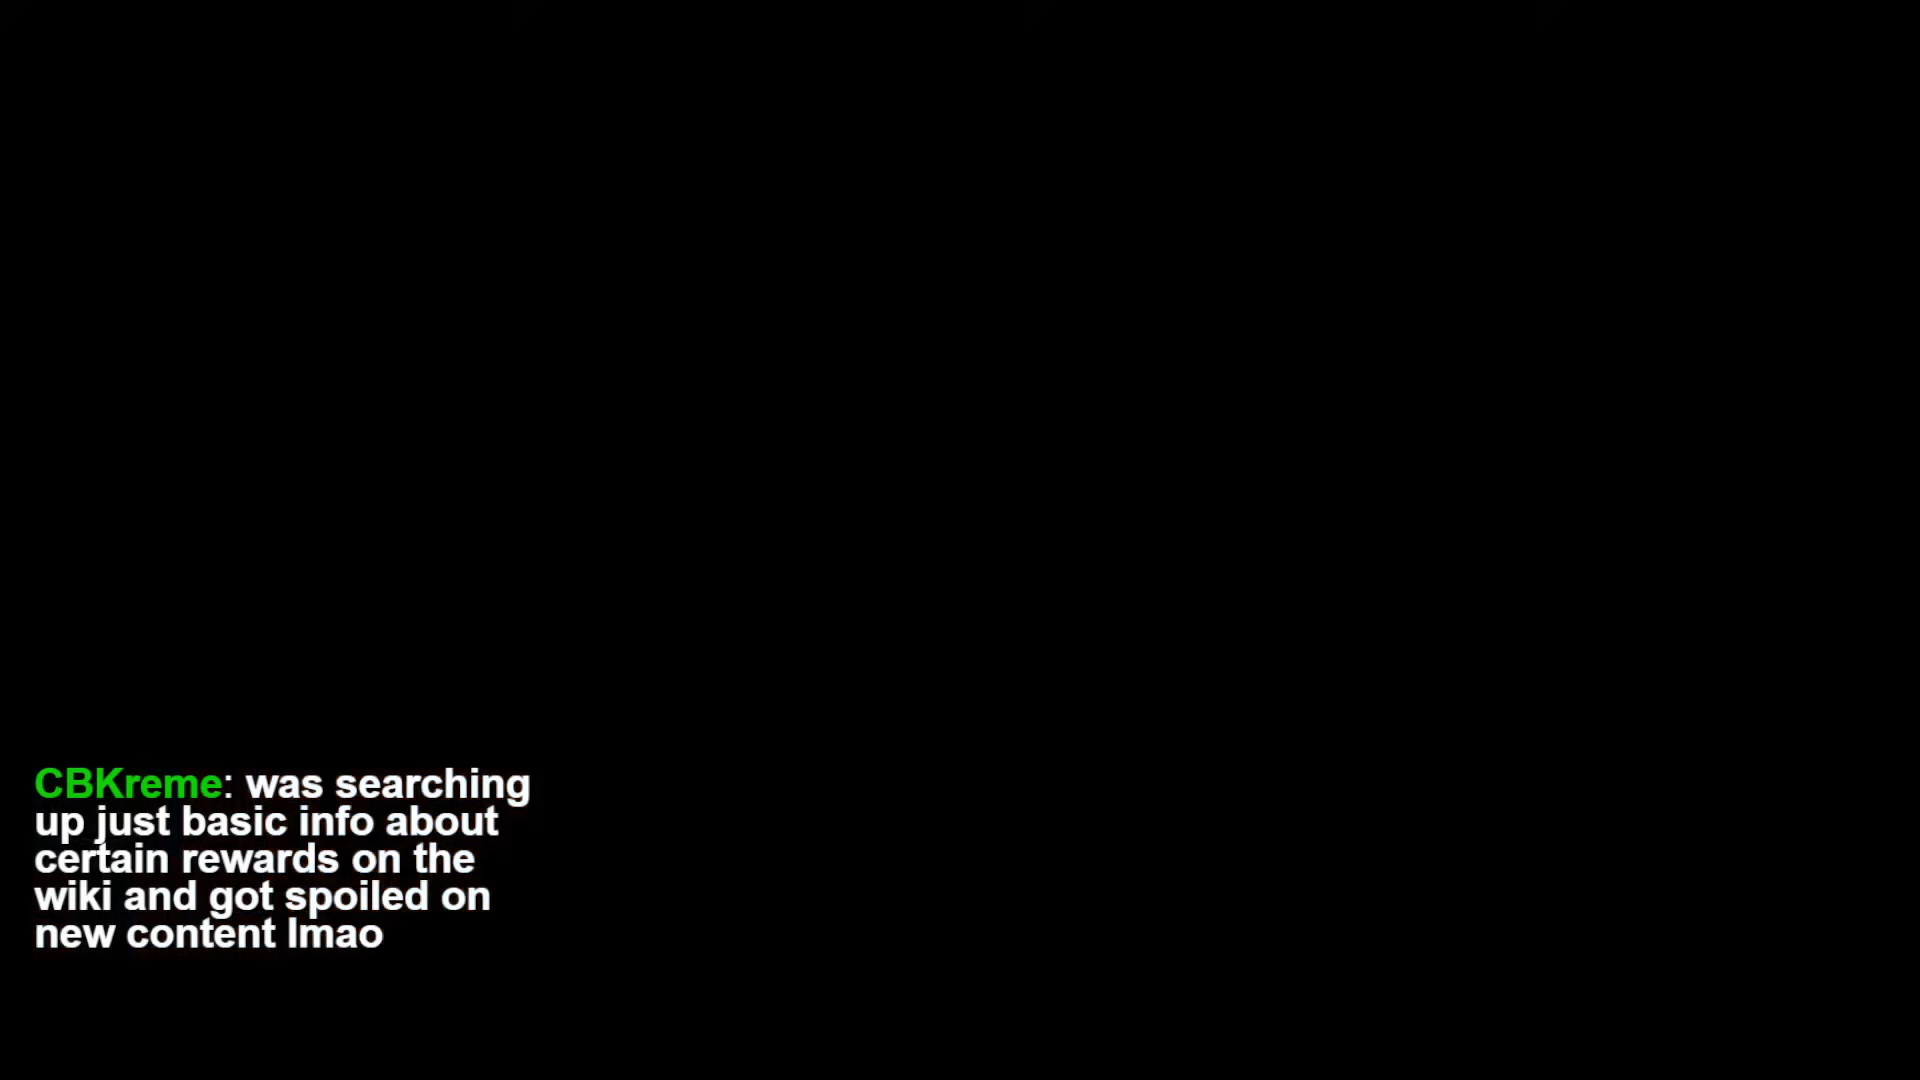 CBKreme: was searching
up just basic info about
certain rewards on the
wiki and got spoiled on
new content lmao